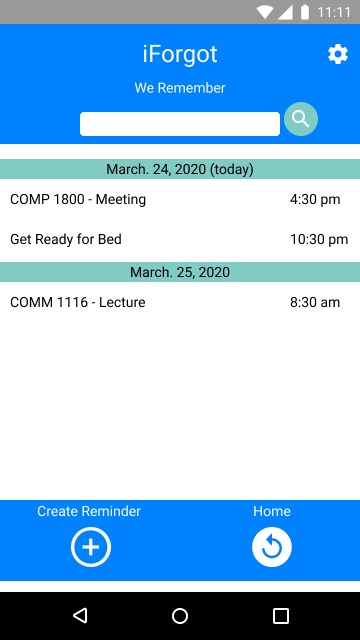 11:11
iForgot
We Remember
March. 24, 2020 (today)
COMP 1800 - Meeting 4:30 pm
Get Ready for Bed 10:30 pm
March. 25, 2020
COMM 1116 - Lecture 8:30 am
Create Reminder Home